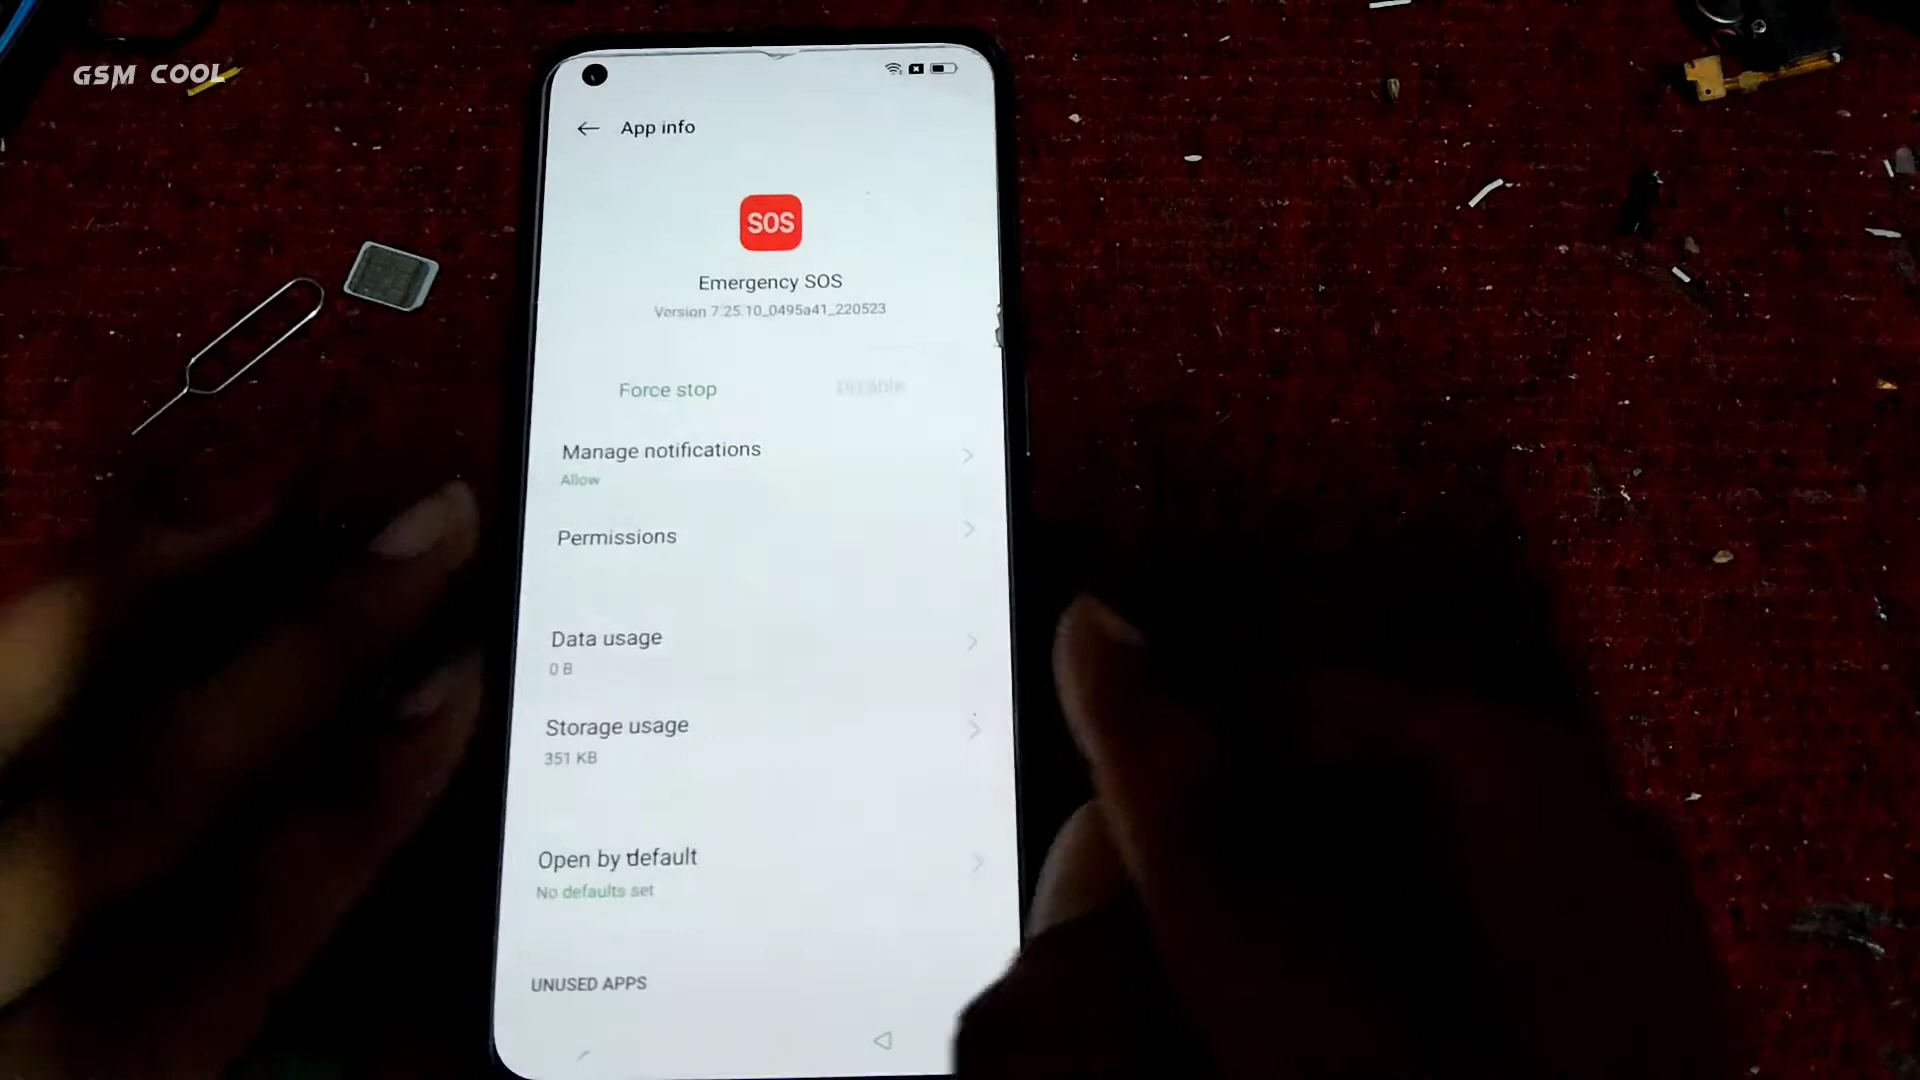 GSM COOL
App info
SOS
Emergency SOS
Version 7.25.10_0495a41_220523
Force stop
Disable
Manage notifications
Allow
Permissions
Data usage
0 B
Storage usage
351 KB
Open by default
No defaults set
UNUSED APPS